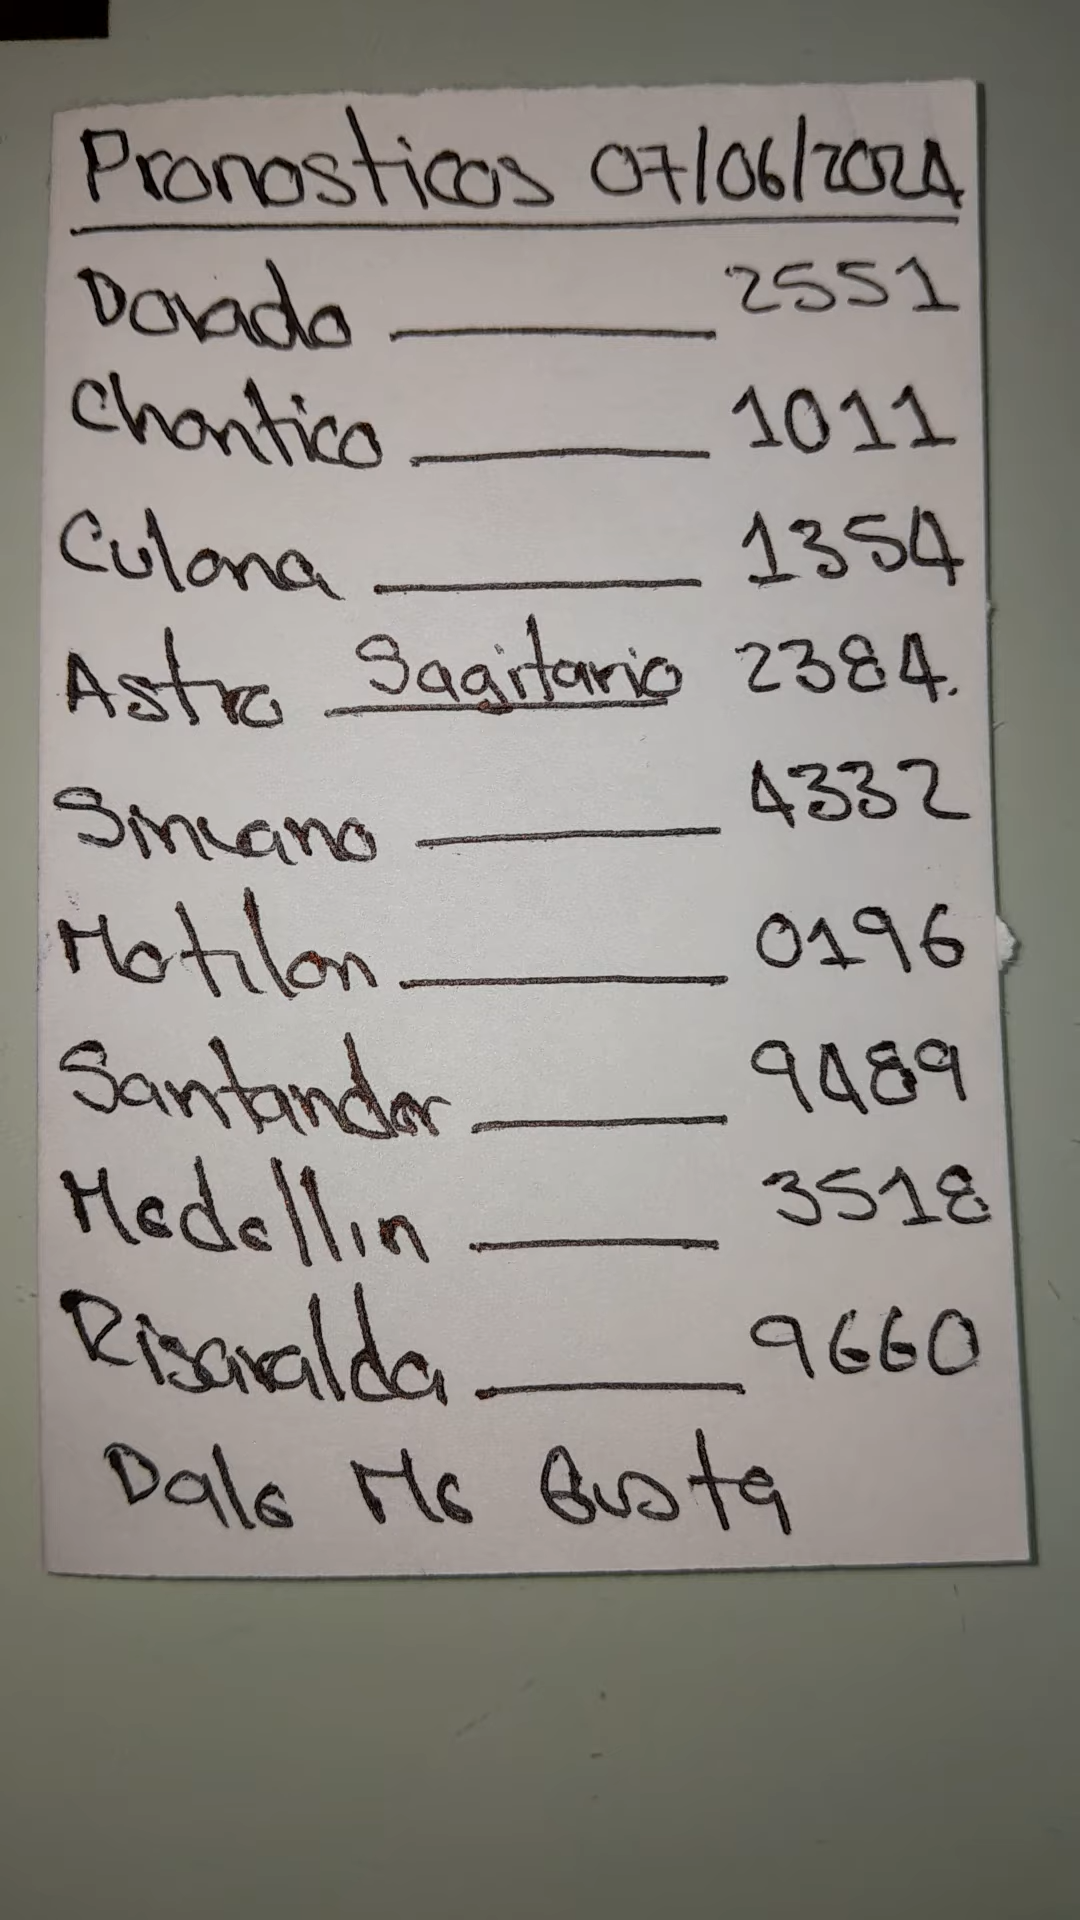 Pronosticos 07/06/2024
Dorado 2551
Chontico 1011
Culona 1354
Astro Sagitario 2384.
Sinuano 4332
Motilon 0196
Santander 9489
Medellin 3518
Risaralda 9660
Dale Me Gusta